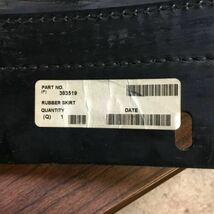 PART NO.
(P) 383519
RUBBER SKIRT
QUANTITY
(Q) 1
DATE